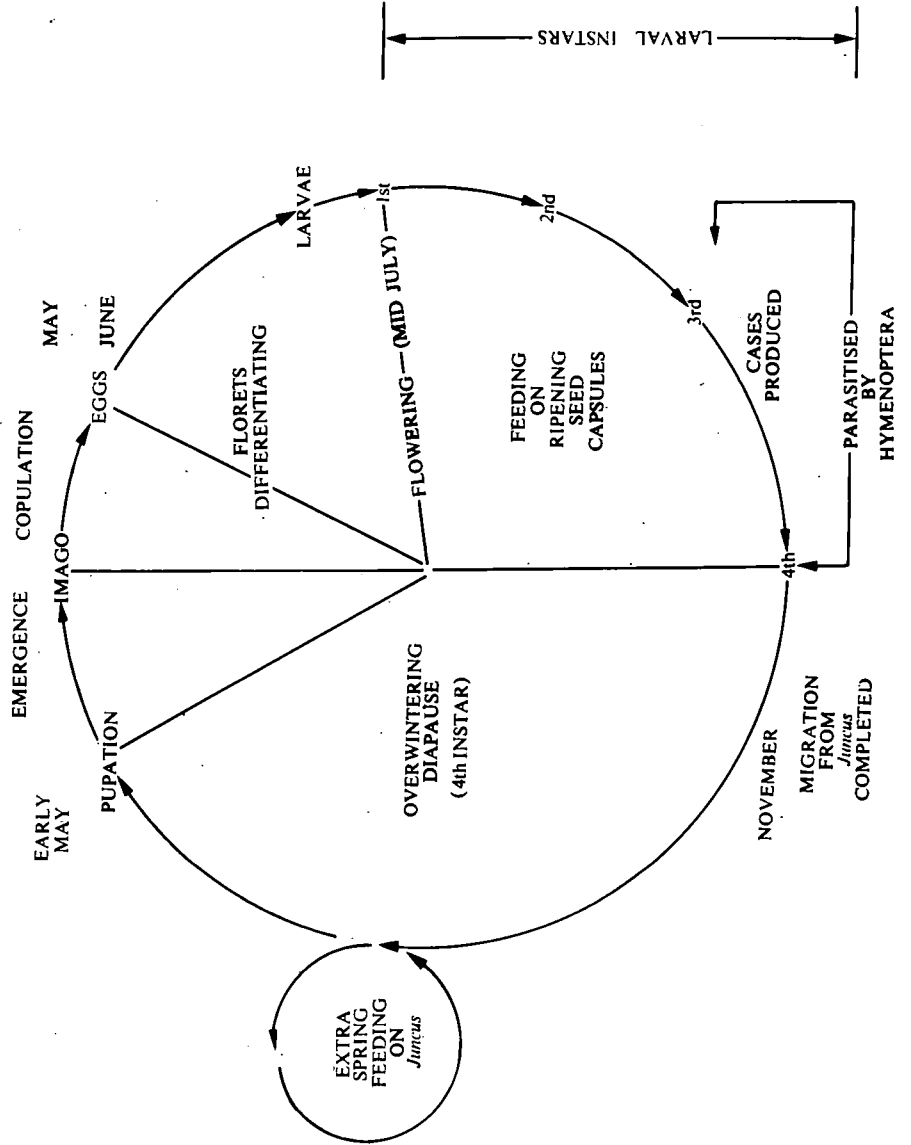 EMERGENCE
COPULATION
MAY
JUNE
EARLY
MAY
PUPATION
IMAGO
EGGS
LARVAE
1st
2nd
3rd
4th
LARVAL INSTARS
FLORETS
DIFFERENTIATING
FLOWERING (MID JULY)
FEEDING
ON
RIPENING
SEED
CAPSULES
CASES
PRODUCED
PARASITISED
BY
HYMENOPTERA
OVERWINTERING
DIAPAUSE
(4th INSTAR)
NOVEMBER
MIGRATION
FROM
Juncus
COMPLETED
EXTRA
SPRING
FEEDING
ON
Juncus